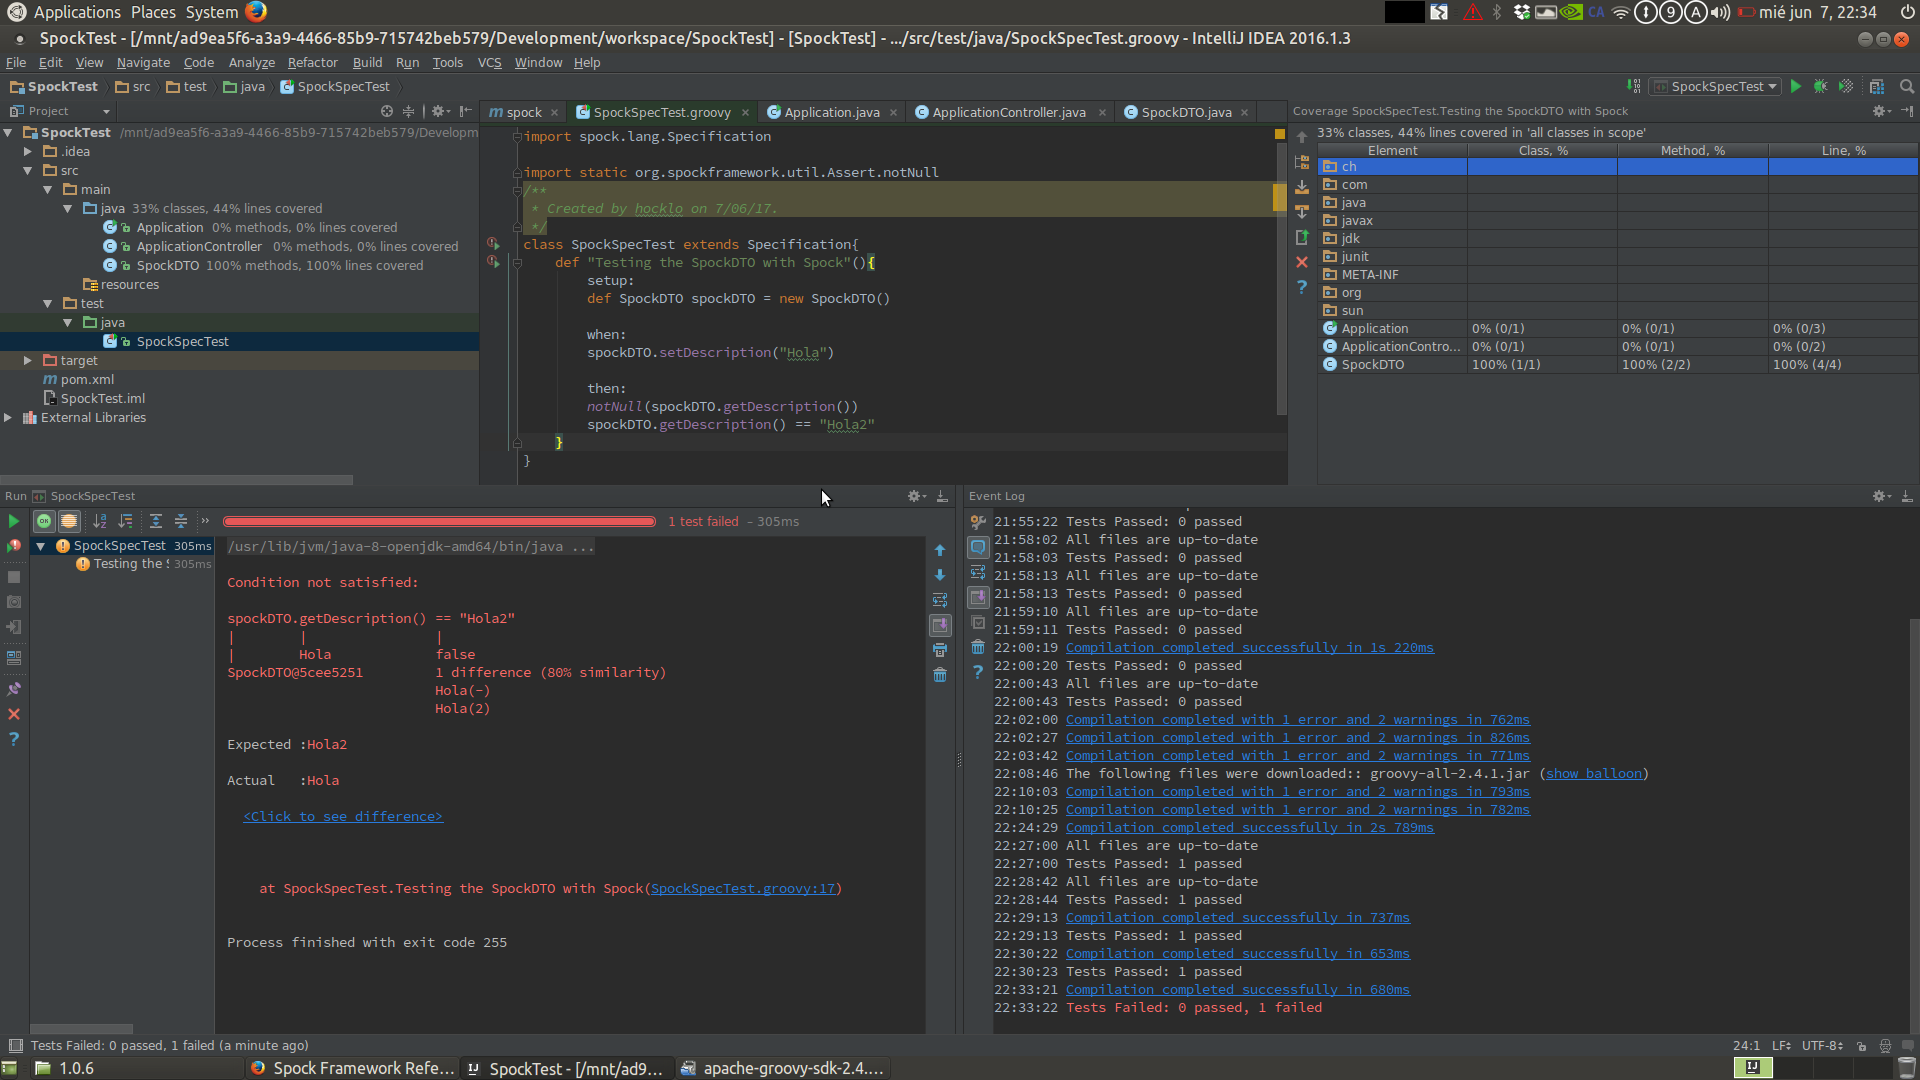 Applications Places System
CA
9
A
mié jun 7, 22:34
SpockTest - [/mnt/ad9ea5f6-a3a9-4466-85b9-715742beb579/Development/workspace/SpockTest] - [SpockTest] - .../src/test/java/SpockSpecTest.groovy - IntelliJ IDEA 2016.1.3
File Edit View Navigate Code Analyze Refactor Build Run Tools VCS Window Help
SpockTest src test java SpockSpecTest
SpockSpecTest
Project
spock SpockSpecTest.groovy Application.java ApplicationController.java SpockDTO.java
SpockTest /mnt/ad9ea5f6-a3a9-4466-85b9-715742beb579/Developm
.idea
src
main
java 33% classes, 44% lines covered
Application 0% methods, 0% lines covered
ApplicationController 0% methods, 0% lines covered
SpockDTO 100% methods, 100% lines covered
resources
test
java
SpockSpecTest
target
pom.xml
SpockTest.iml
External Libraries
import spock.lang.Specification
import static org.spockframework.util.Assert.notNull
/**
* Created by hocklo on 7/06/17.
*/
class SpockSpecTest extends Specification{
def "Testing the SpockDTO with Spock"(){
setup:
def SpockDTO spockDTO = new SpockDTO()
when:
spockDTO.setDescription("Hola")
then:
notNull(spockDTO.getDescription())
spockDTO.getDescription() == "Hola2"
}
}
Coverage SpockSpecTest.Testing the SpockDTO with Spock
33% classes, 44% lines covered in 'all classes in scope'
Element Class, % Method, % Line, %
ch
com
java
javax
jdk
junit
META-INF
org
sun
Application 0% (0/1) 0% (0/1) 0% (0/3)
ApplicationContro... 0% (0/1) 0% (0/1) 0% (0/2)
SpockDTO 100% (1/1) 100% (2/2) 100% (4/4)
Run SpockSpecTest
1 test failed – 305ms
SpockSpecTest 305ms
Testing the S 305ms
/usr/lib/jvm/java-8-openjdk-amd64/bin/java ...
Condition not satisfied:
spockDTO.getDescription() == "Hola2"
| | |
| Hola false
SpockDTO@5cee5251 1 difference (80% similarity)
Hola(-)
Hola(2)
Expected :Hola2
Actual :Hola
<Click to see difference>
at SpockSpecTest.Testing the SpockDTO with Spock(SpockSpecTest.groovy:17)
Process finished with exit code 255
Event Log
21:55:22 Tests Passed: 0 passed
21:58:02 All files are up-to-date
21:58:03 Tests Passed: 0 passed
21:58:13 All files are up-to-date
21:58:13 Tests Passed: 0 passed
21:59:10 All files are up-to-date
21:59:11 Tests Passed: 0 passed
22:00:19 Compilation completed successfully in 1s 220ms
22:00:20 Tests Passed: 0 passed
22:00:43 All files are up-to-date
22:00:43 Tests Passed: 0 passed
22:02:00 Compilation completed with 1 error and 2 warnings in 762ms
22:02:27 Compilation completed with 1 error and 2 warnings in 826ms
22:03:42 Compilation completed with 1 error and 2 warnings in 771ms
22:08:46 The following files were downloaded:: groovy-all-2.4.1.jar (show balloon)
22:10:03 Compilation completed with 1 error and 2 warnings in 793ms
22:10:25 Compilation completed with 1 error and 2 warnings in 782ms
22:24:29 Compilation completed successfully in 2s 789ms
22:27:00 All files are up-to-date
22:27:00 Tests Passed: 1 passed
22:28:42 All files are up-to-date
22:28:44 Tests Passed: 1 passed
22:29:13 Compilation completed successfully in 737ms
22:29:13 Tests Passed: 1 passed
22:30:22 Compilation completed successfully in 653ms
22:30:23 Tests Passed: 1 passed
22:33:21 Compilation completed successfully in 680ms
22:33:22 Tests Failed: 0 passed, 1 failed
Tests Failed: 0 passed, 1 failed (a minute ago)
24:1 LF UTF-8
1.0.6
Spock Framework Refe...
SpockTest - [/mnt/ad9...
apache-groovy-sdk-2.4....